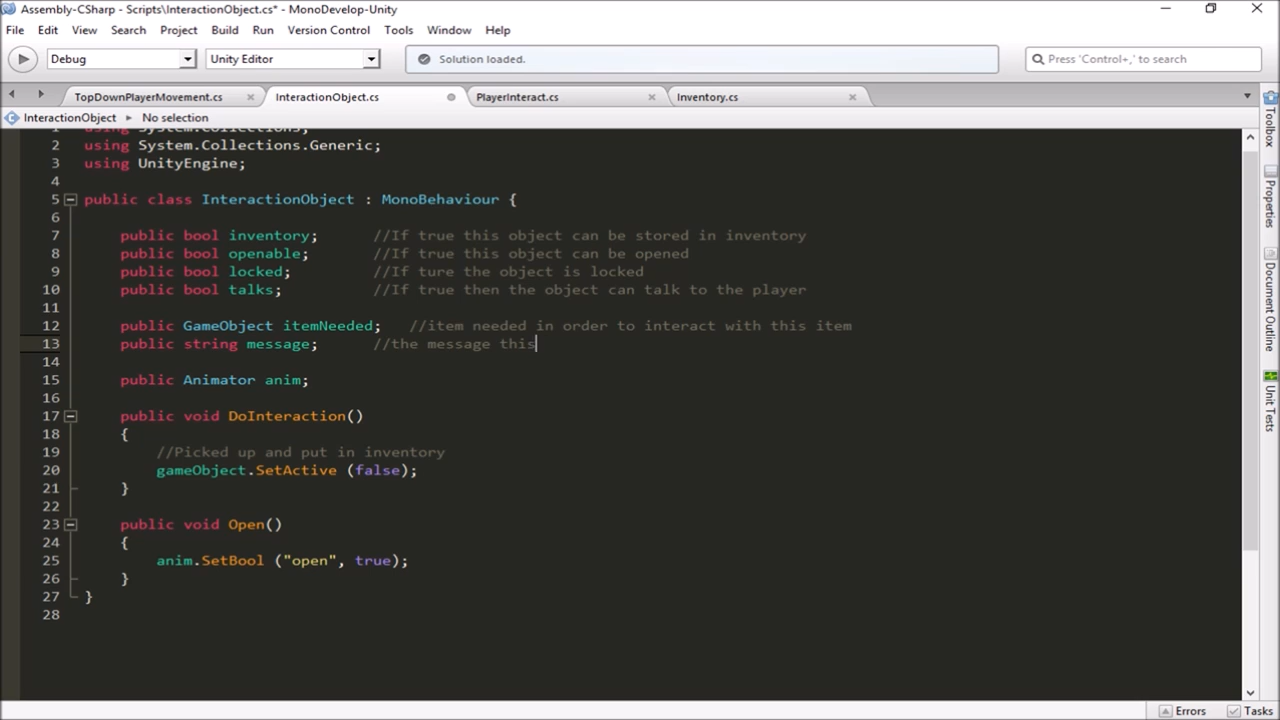 Assembly-CSharp - Scripts\InteractionObject.cs* - MonoDevelop-Unity
File Edit View Search Project Build Run Version Control Tools Window Help
Debug Unity Editor Solution loaded. Press 'Control+,' to search
TopDownPlayerMovement.cs InteractionObject.cs PlayerInteract.cs Inventory.cs
InteractionObject No selection
1 using System.Collections;
2 using System.Collections.Generic;
3 using UnityEngine;
4
5 public class InteractionObject : MonoBehaviour {
6
7 public bool inventory; //If true this object can be stored in inventory
8 public bool openable; //If true this object can be opened
9 public bool locked; //If ture the object is locked
10 public bool talks; //If true then the object can talk to the player
11
12 public GameObject itemNeeded; //item needed in order to interact with this item
13 public string message; //the message this
14
15 public Animator anim;
16
17 public void DoInteraction()
18 {
19 //Picked up and put in inventory
20 gameObject.SetActive (false);
21 }
22
23 public void Open()
24 {
25 anim.SetBool ("open", true);
26 }
27 }
28
Toolbox
Properties
Document Outline
Unit Tests
Errors Tasks